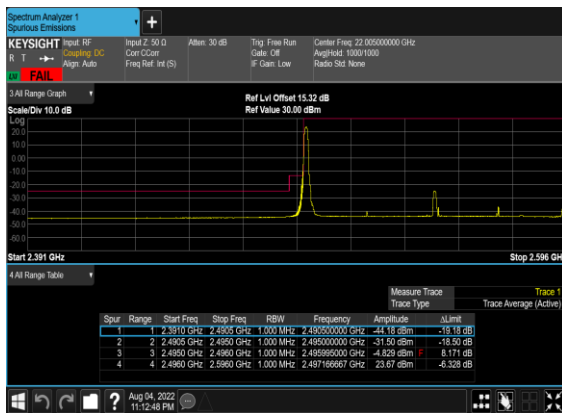 Spectrum Analyzer 1
Spurious Emissions
+
KEYSIGHT Input: RF Input Z: 50 Ω Atten: 30 dB Trig: Free Run Center Freq: 22.005000000 GHz
R T Coupling: DC Corr CCorr Gate: Off Avg|Hold: 1000/1000
Align: Auto Freq Ref: Int (S) IF Gain: Low Radio Std: None
FAIL
3 All Range Graph
Ref Lvl Offset 15.32 dB
Scale/Div 10.0 dB Ref Value 30.00 dBm
Log
20.0
10.0
0.00
-10.0
-20.0
-30.0
-40.0
-50.0
-60.0
Start 2.391 GHz Stop 2.596 GH
4 All Range Table
Measure Trace Trace 1
Trace Type Trace Average (Active)
Spur Range Start Freq Stop Freq RBW Frequency Amplitude ΔLimit
1 1 2.3910 GHz 2.4905 GHz 1.000 MHz 2.490500000 GHz -44.18 dBm -19.18 dB
2 2 2.4905 GHz 2.4950 GHz 1.000 MHz 2.495000000 GHz -31.50 dBm -18.50 dB
3 3 2.4950 GHz 2.4960 GHz 1.000 MHz 2.495995000 GHz -4.829 dBm F 8.171 dB
4 4 2.4960 GHz 2.5960 GHz 1.000 MHz 2.497166667 GHz 23.67 dBm -6.328 dB
? Aug 04, 2022
11:12:48 PM